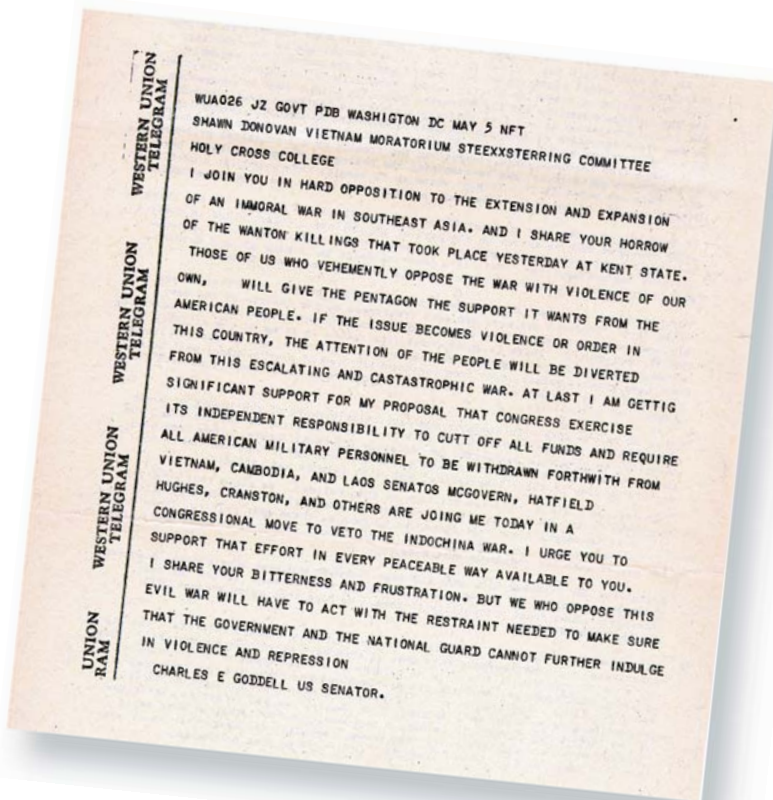 WESTERN UNION
TELEGRAM
WESTERN UNION
TELEGRAM
WESTERN UNION
TELEGRAM
UNION
RAM
WUA026 JZ GOVT PDB WASHIGTON DC MAY 5 NFT
SHAWN DONOVAN VIETNAM MORATORIUM STEEXXSTERRING COMMITTEE
HOLY CROSS COLLEGE
I JOIN YOU IN HARD OPPOSITION TO THE EXTENSION AND EXPANSION
OF AN IMMORAL WAR IN SOUTHEAST ASIA. AND I SHARE YOUR HORROW
OF THE WANTON KILLINGS THAT TOOK PLACE YESTERDAY AT KENT STATE.
THOSE OF US WHO VEHEMENTLY OPPOSE THE WAR WITH VIOLENCE OF OUR
OWN, WILL GIVE THE PENTAGON THE SUPPORT IT WANTS FROM THE
AMERICAN PEOPLE. IF THE ISSUE BECOMES VIOLENCE OR ORDER IN
THIS COUNTRY, THE ATTENTION OF THE PEOPLE WILL BE DIVERTED
FROM THIS ESCALATING AND CASTASTROPHIC WAR. AT LAST I AM GETTIG
SIGNIFICANT SUPPORT FOR MY PROPOSAL THAT CONGRESS EXERCISE
ITS INDEPENDENT RESPONSIBILITY TO CUTT OFF ALL FUNDS AND REQUIRE
ALL AMERICAN MILITARY PERSONNEL TO BE WITHDRAWN FORTHWITH FROM
VIETNAM, CAMBODIA, AND LAOS SENATOS MCGOVERN, HATFIELD
HUGHES, CRANSTON, AND OTHERS ARE JOING ME TODAY IN A
CONGRESSIONAL MOVE TO VETO THE INDOCHINA WAR. I URGE YOU TO
SUPPORT THAT EFFORT IN EVERY PEACEABLE WAY AVAILABLE TO YOU.
I SHARE YOUR BITTERNESS AND FRUSTRATION. BUT WE WHO OPPOSE THIS
EVIL WAR WILL HAVE TO ACT WITH THE RESTRAINT NEEDED TO MAKE SURE
THAT THE GOVERNMENT AND THE NATIONAL GUARD CANNOT FURTHER INDULGE
IN VIOLENCE AND REPRESSION
CHARLES E GODDELL US SENATOR.